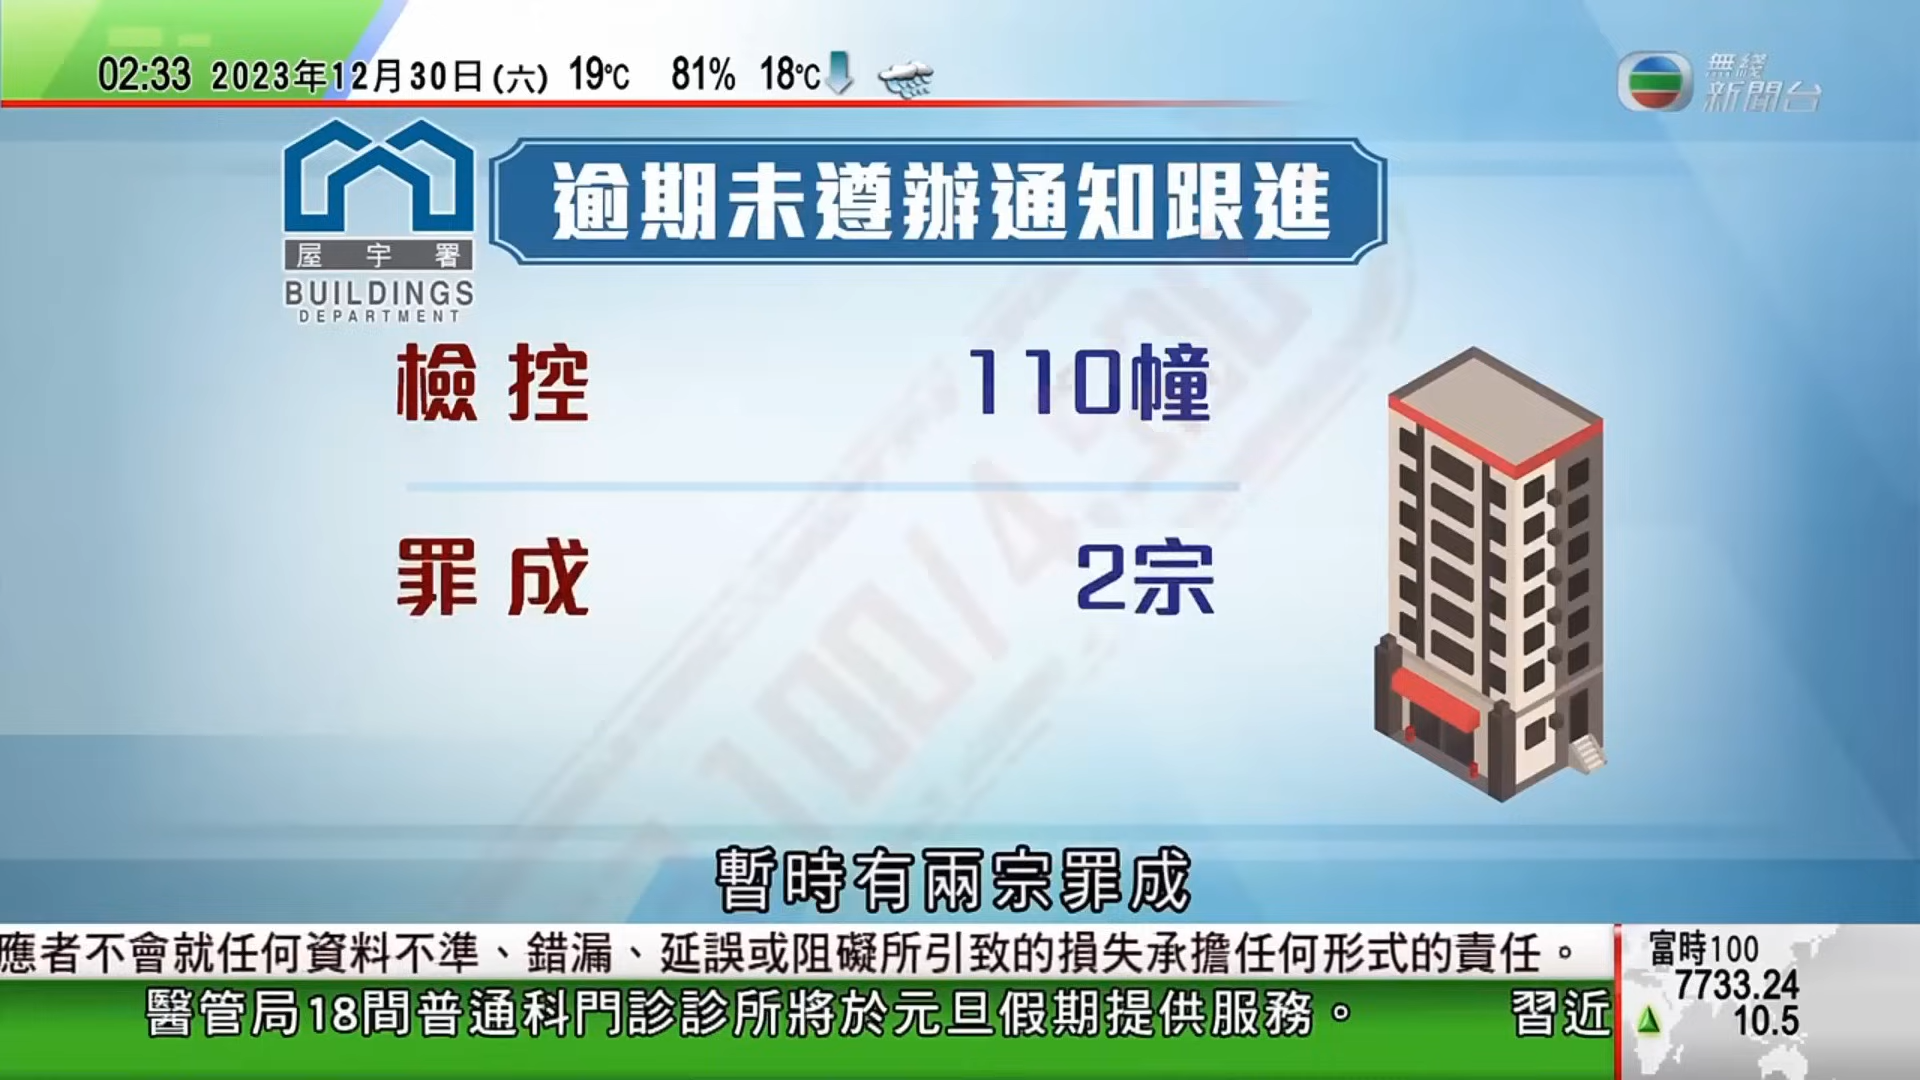 02:33 2023年12月30日(六) 19℃ 81% 18℃
無綫
新聞台
逾期未遵辦通知跟進
屋宇署
BUILDINGS
DEPARTMENT
檢控 110幢
罪成 2宗
100/4.30
暫時有兩宗罪成
應者不會就任何資料不準、錯漏、延誤或阻礙所引致的損失承擔任何形式的責任。
富時100
7733.24
10.5
醫管局18間普通科門診診所將於元旦假期提供服務。 習近